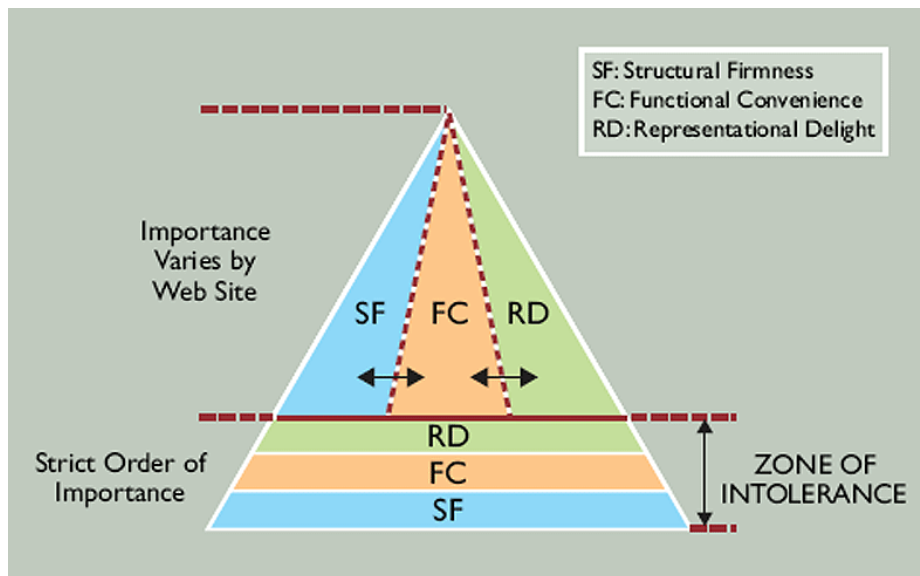 SF: Structural Firmness
FC: Functional Convenience
RD: Representational Delight
Importance
Varies by
Web Site
SF
FC
RD
Strict Order of
Importance
RD
FC
SF
ZONE OF
INTOLERANCE